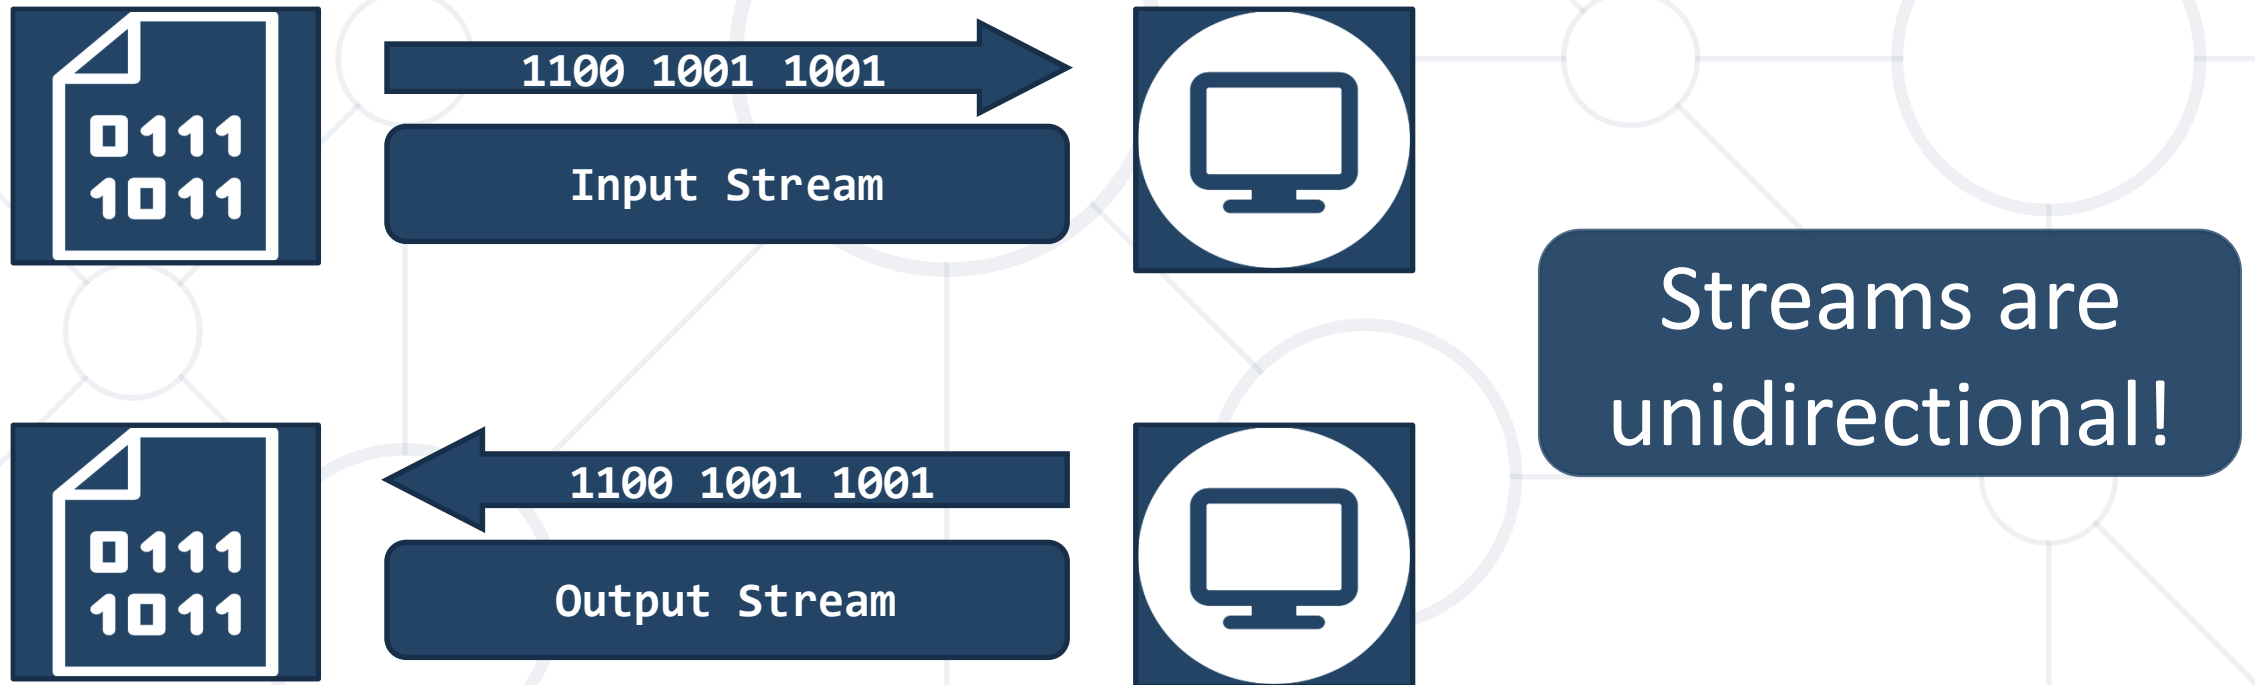 0111
1011
1100 1001 1001
Input Stream
Streams are
unidirectional!
0111
1011
1100 1001 1001
Output Stream